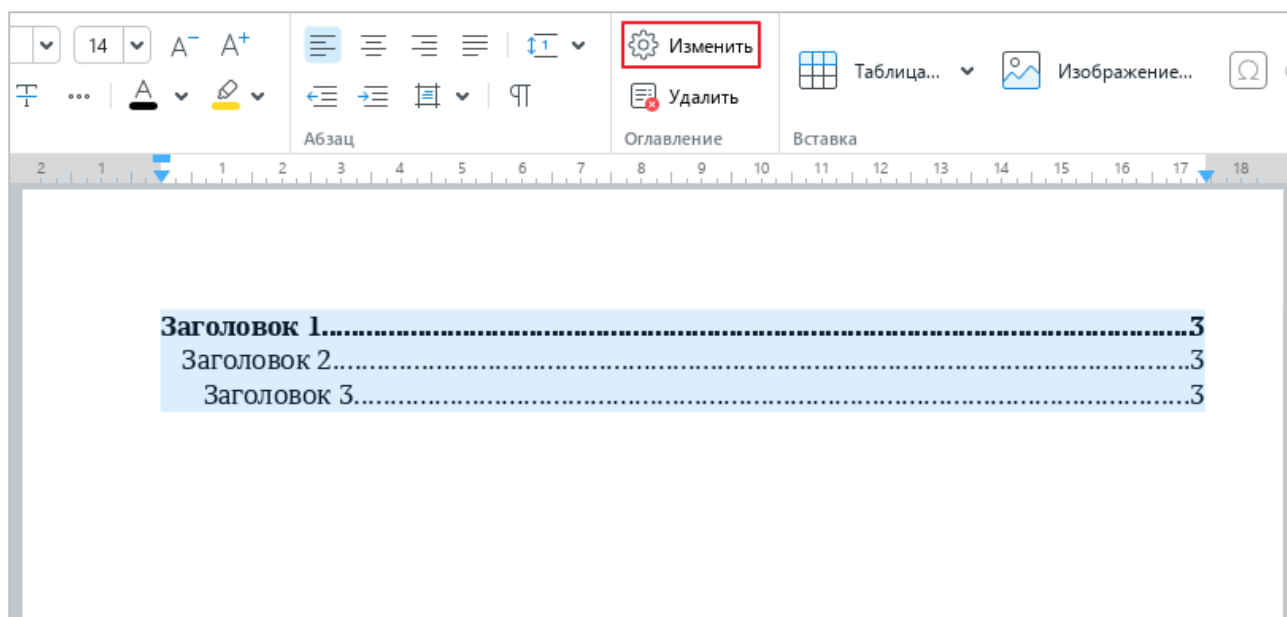 14 A⁻ A⁺ 1 Изменить
Таблица... Изображение... Ω
Т ... А ¶ Удалить
Абзац Оглавление Вставка
2 1 1 2 3 4 5 6 7 8 9 10 11 12 13 14 15 16 17 18
Заголовок 1........................................3
Заголовок 2........................................3
Заголовок 3........................................3